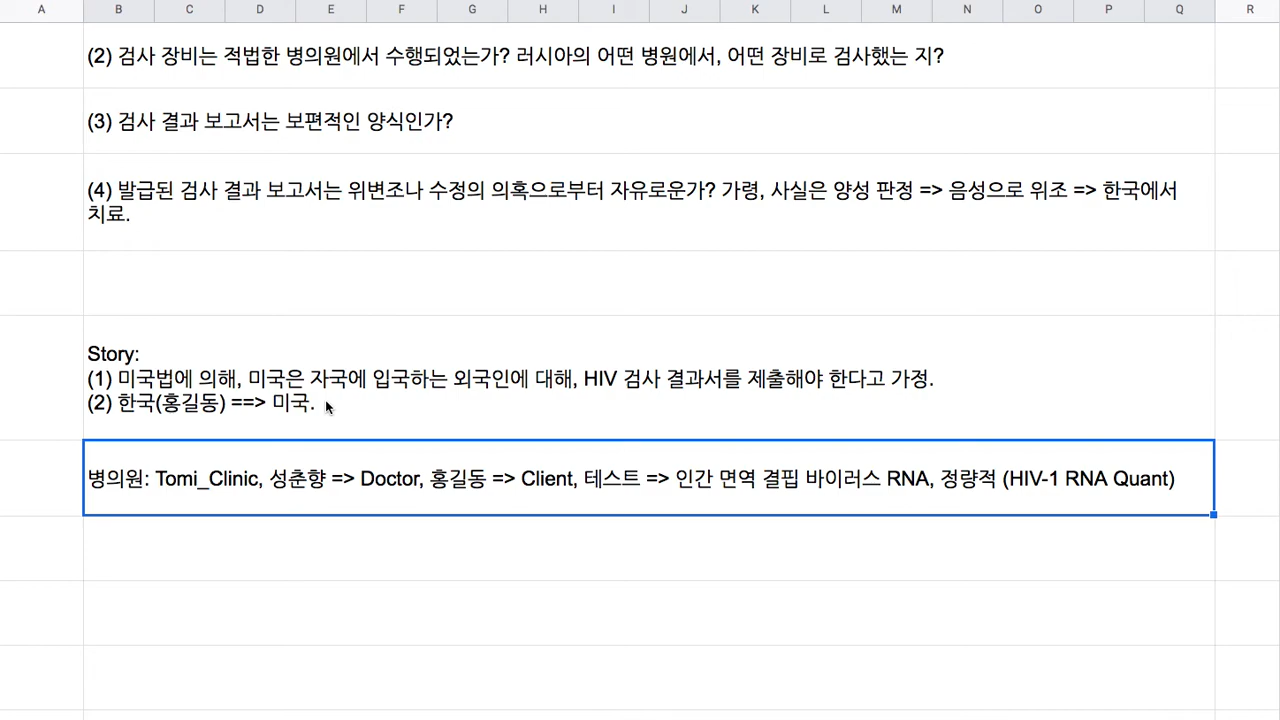 A B C D E F G H I J K L M N O P Q R
(2) 검사 장비는 적법한 병의원에서 수행되었는가? 러시아의 어떤 병원에서, 어떤 장비로 검사했는 지?
(3) 검사 결과 보고서는 보편적인 양식인가?
(4) 발급된 검사 결과 보고서는 위변조나 수정의 의혹으로부터 자유로운가? 가령, 사실은 양성 판정 => 음성으로 위조 => 한국에서
치료.
Story:
(1) 미국법에 의해, 미국은 자국에 입국하는 외국인에 대해, HIV 검사 결과서를 제출해야 한다고 가정.
(2) 한국(홍길동) ==> 미국.
병의원: Tomi_Clinic, 성춘향 => Doctor, 홍길동 => Client, 테스트 => 인간 면역 결핍 바이러스 RNA, 정량적 (HIV-1 RNA Quant)